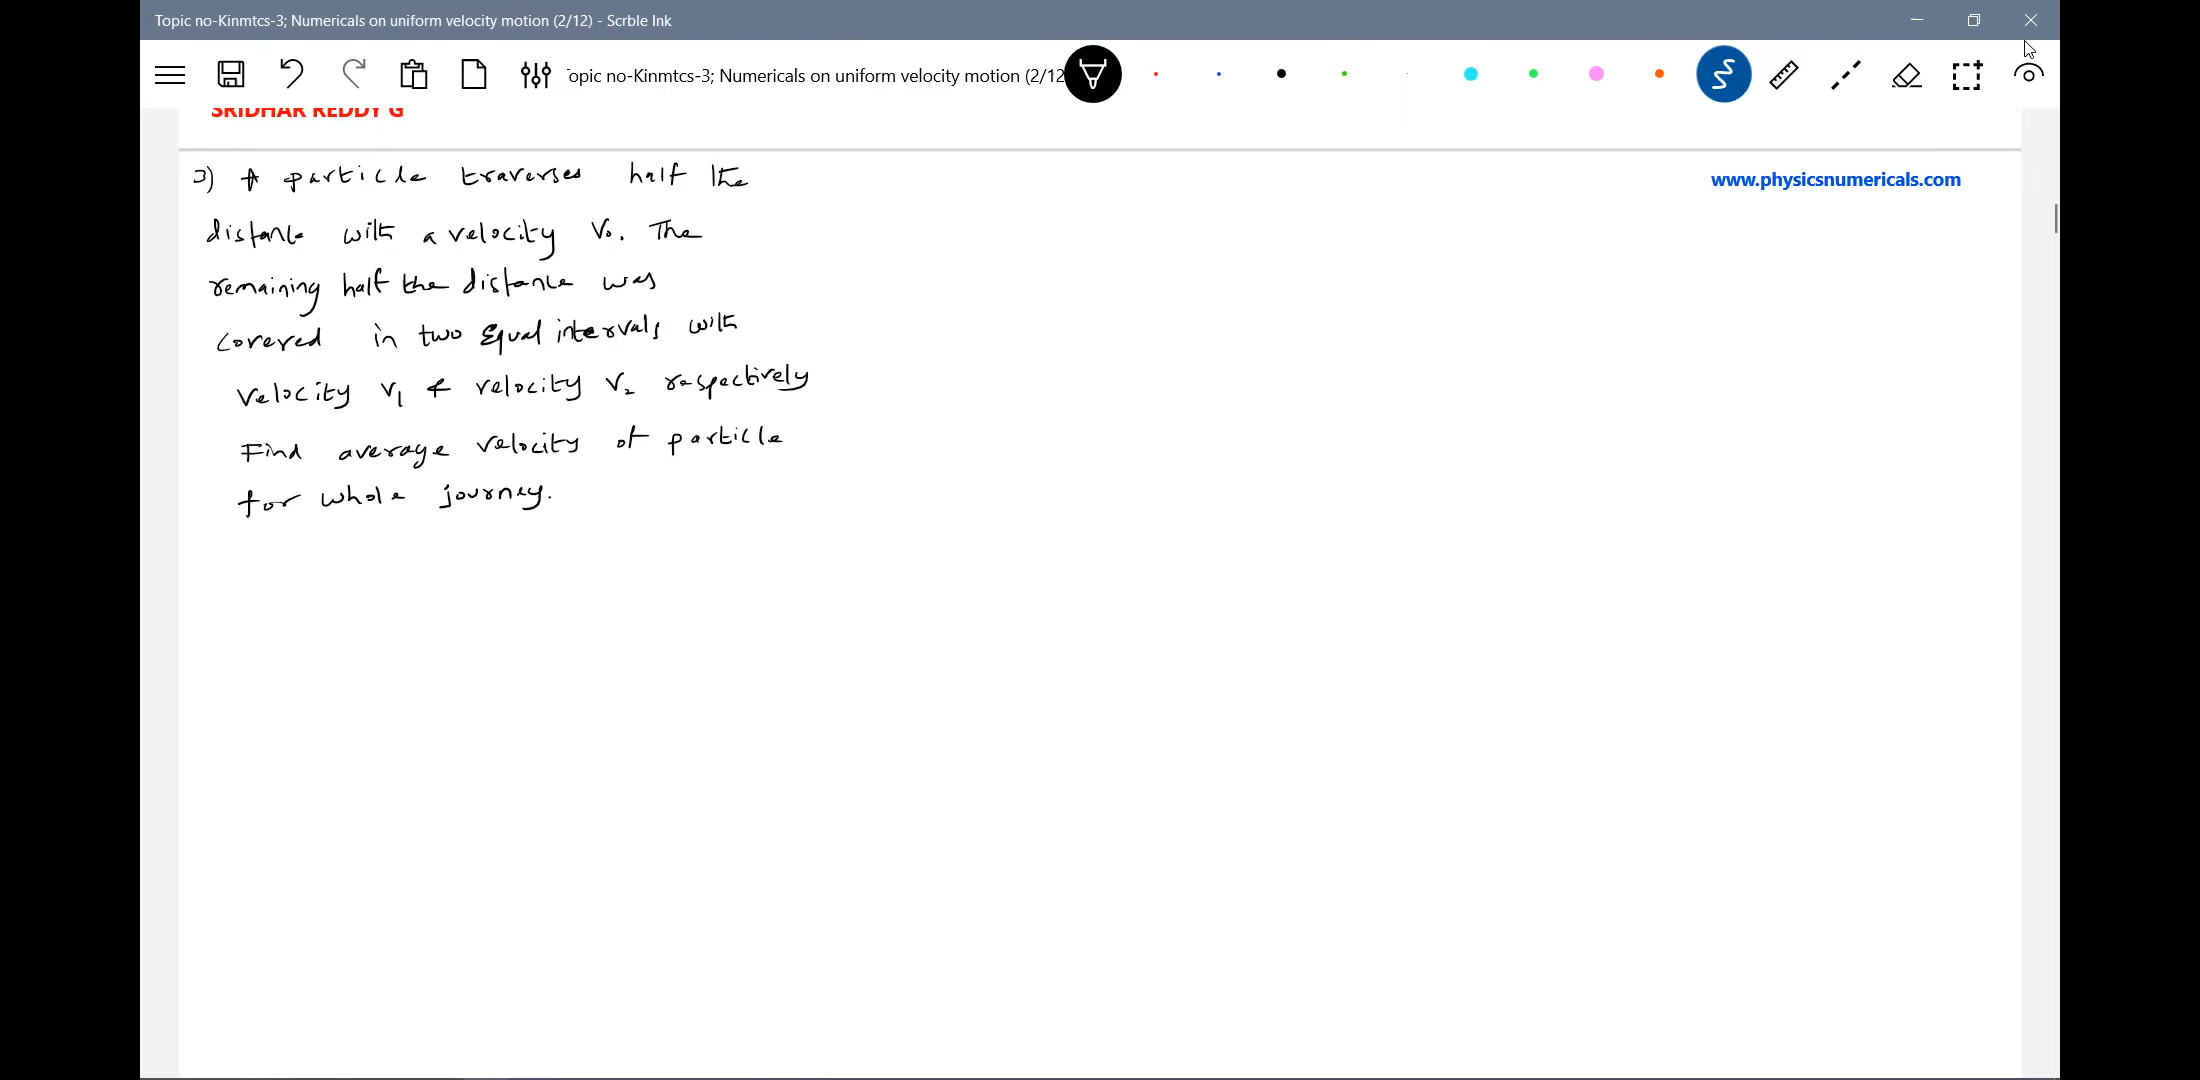 Topic no-Kinmtcs-3; Numericals on uniform velocity motion (2/12) - Scrble Ink
opic no-Kinmtcs-3; Numericals on uniform velocity motion (2/12
SRIDHAR REDDY G
www.physicsnumericals.com
3) A particle traverses half the
distance with a velocity V₀. The
remaining half the distance was
covered in two Equal intervals with
velocity v₁ & velocity v₂ respectively
Find average velocity of particle
for whole journey.